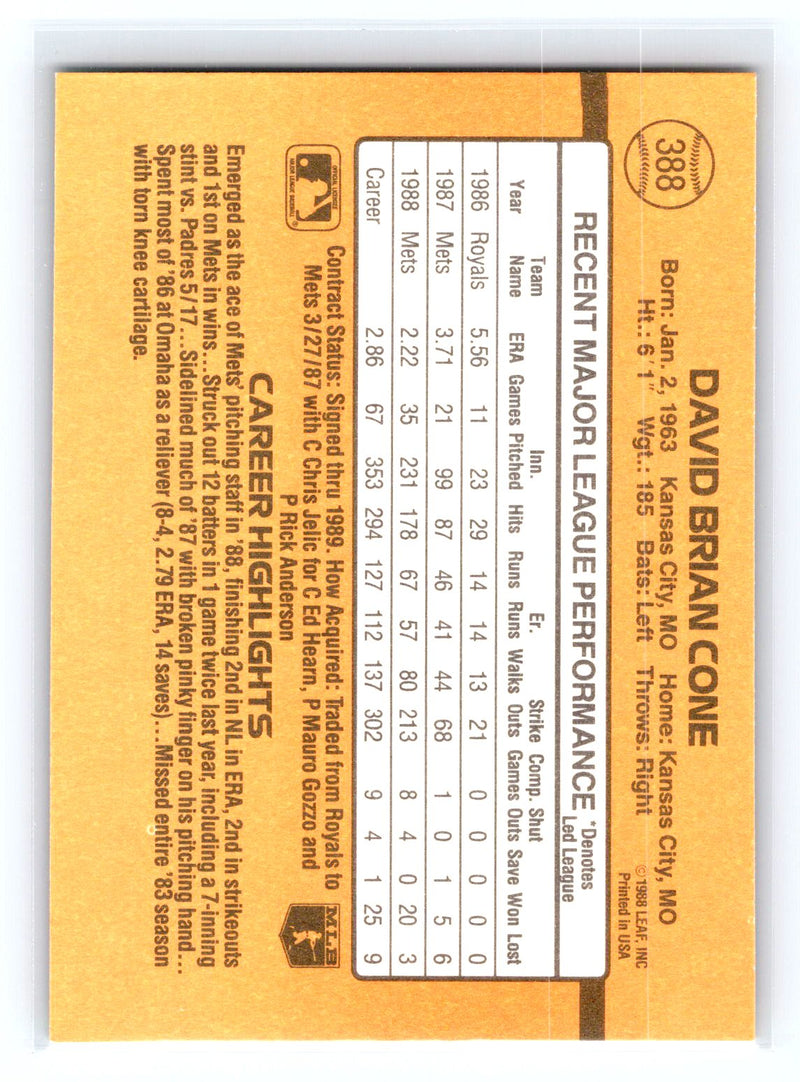 388
DAVID BRIAN CONE
Born: Jan. 2, 1963 Kansas City, MO Home: Kansas City, MO
Ht.: 6'1" Wgt.: 185 Bats: Left Throws: Right
©1988 LEAF, INC
Printed in USA
RECENT MAJOR LEAGUE PERFORMANCE *Denotes Led League
Team Inn. Er. Strike Comp. Shut
Year Name ERA Games Pitched Hits Runs Runs Walks Outs Games Outs Save Won Lost
1986 Royals 5.56 11 23 29 14 14 13 21 0 0 0 0 0
1987 Mets 3.71 21 99 87 46 41 44 68 1 0 1 5 6
1988 Mets 2.22 35 231 178 67 57 80 213 8 4 0 20 3
Career 2.86 67 353 294 127 112 137 302 9 4 1 25 9
OFFICIAL LICENSEE
MAJOR LEAGUE BASEBALL
®
Contract Status: Signed thru 1989. How Acquired: Traded from Royals to
Mets 3/27/87 with C Chris Jelic for C Ed Hearn, P Mauro Gozzo and
P Rick Anderson
MLB
CAREER HIGHLIGHTS
Emerged as the ace of Mets' pitching staff in '88, finishing 2nd in NL in ERA, 2nd in strikeouts
and 1st on Mets in wins...Struck out 12 batters in 1 game twice last year, including a 7-inning
stint vs. Padres 5/17...Sidelined much of '87 with broken pinky finger on his pitching hand...
Spent most of '86 at Omaha as a reliever (8-4, 2.79 ERA, 14 saves)...Missed entire '83 season
with torn knee cartilage.